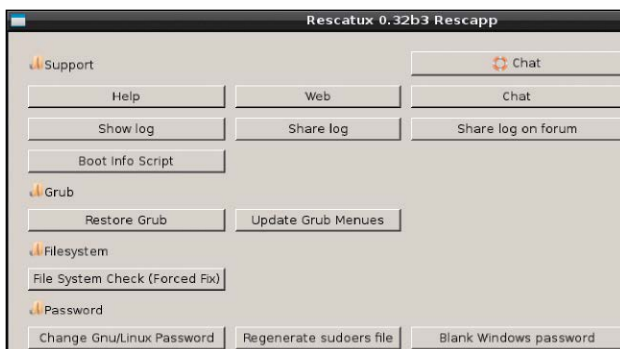 Rescatux 0.32b3 Rescapp
Support
Chat
Help Web Chat
Show log Share log Share log on forum
Boot Info Script
Grub
Restore Grub Update Grub Menues
Filesystem
File System Check (Forced Fix)
Password
Change Gnu/Linux Password Regenerate sudoers file Blank Windows password